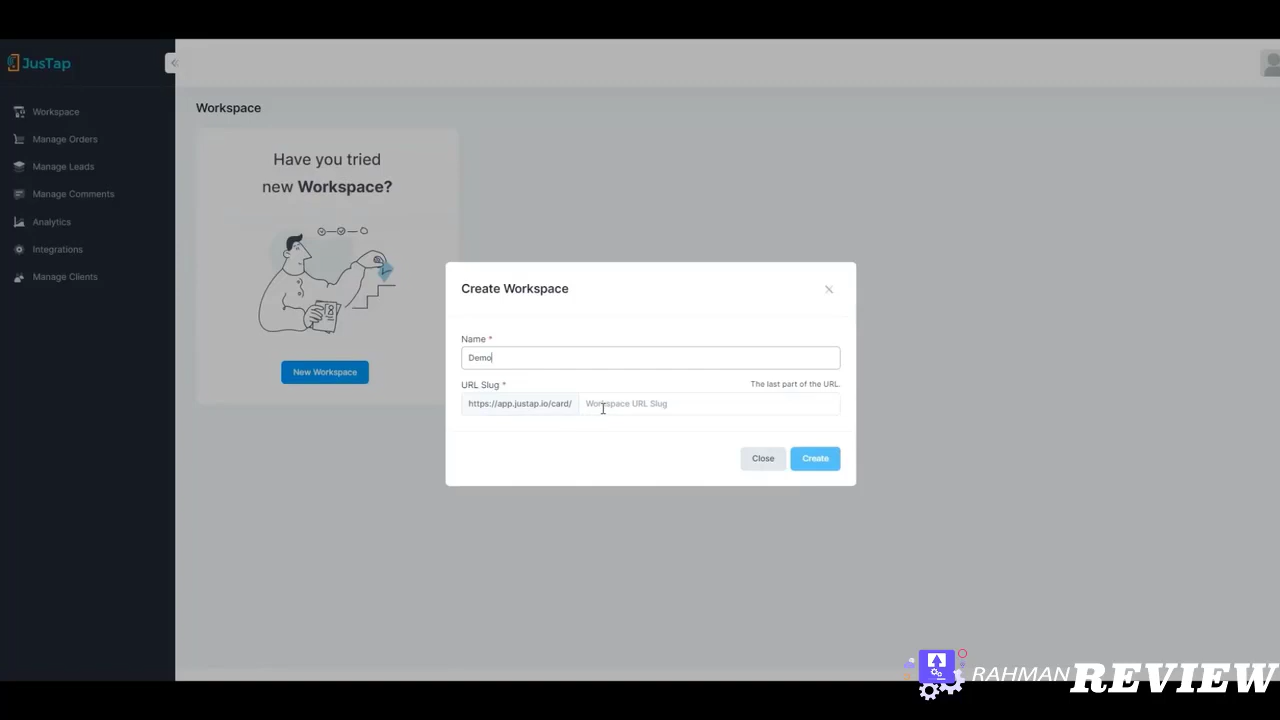 JusTap
Workspace
Manage Orders
Manage Leads
Manage Comments
Analytics
Integrations
Manage Clients
Workspace
Have you tried
new Workspace?
New Workspace
Create Workspace
Name *
Demo
URL Slug *
The last part of the URL.
https://app.justap.io/card/
Workspace URL Slug
Close
Create
RAHMAN REVIEW